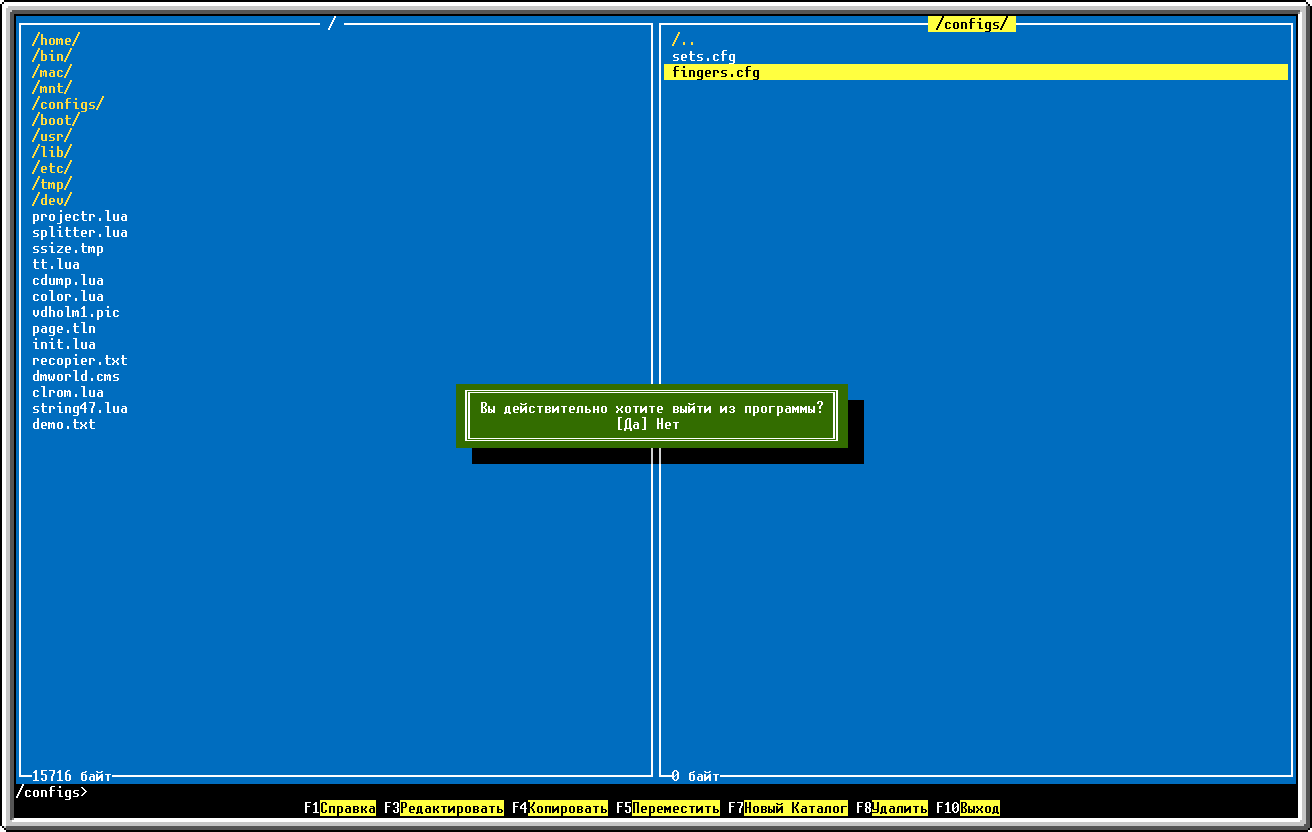 /
/home/
/bin/
/mac/
/mnt/
/configs/
/boot/
/usr/
/lib/
/etc/
/tmp/
/dev/
projectr.lua
splitter.lua
ssize.tmp
tt.lua
cdump.lua
color.lua
vdholm1.pic
page.tln
init.lua
recopier.txt
dmworld.cms
clrom.lua
string47.lua
demo.txt
15716 байт
/configs/
/..
sets.cfg
fingers.cfg
0 байт
Вы действительно хотите выйти из программы?
[Да] Нет
/configs>
F1Справка F3Редактировать F4Копировать F5Переместить F7Новый Каталог F8Удалить F10Выход